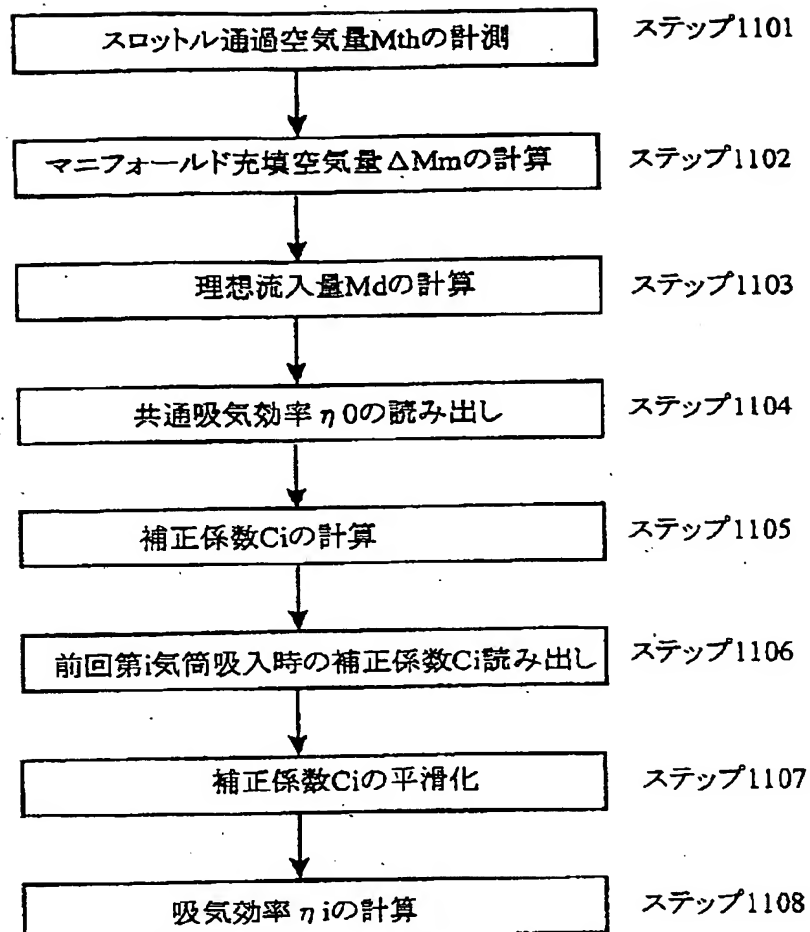 スロットル通過空気量Mthの計測 ステップ1101
マニフォールド充填空気量ΔMmの計算 ステップ1102
理想流入量Mdの計算 ステップ1103
共通吸気効率η0の読み出し ステップ1104
補正係数Ciの計算 ステップ1105
前回第i気筒吸入時の補正係数Ci読み出し ステップ1106
補正係数Ciの平滑化 ステップ1107
吸気効率ηiの計算 ステップ1108